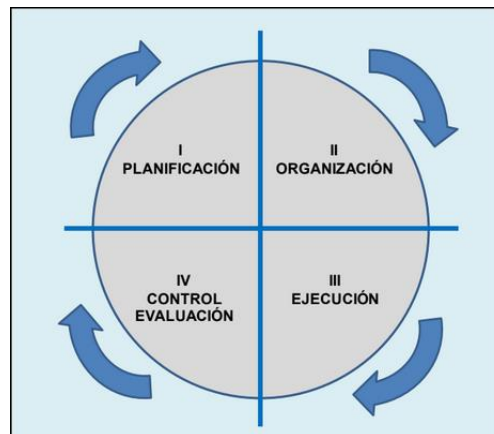 I
PLANIFICACIÓN
II
ORGANIZACIÓN
IV
CONTROL
EVALUACIÓN
III
EJECUCIÓN